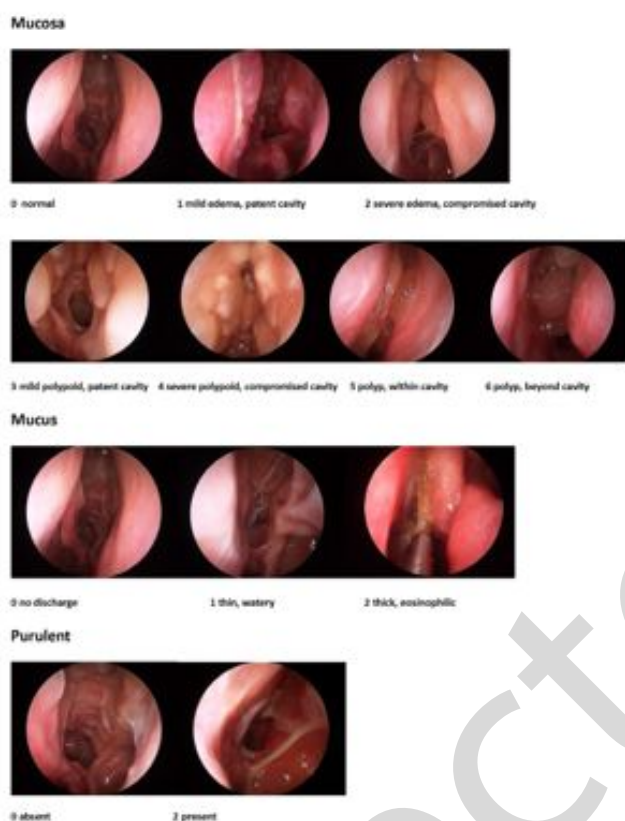 Mucosa
0 normal 1 mild edema, patent cavity 2 severe edema, compromised cavity
3 mild polypoid, patent cavity 4 severe polypoid, compromised cavity 5 polyp, within cavity 6 polyp, beyond cavity
Mucus
0 no discharge 1 thin, watery 2 thick, eosinophilic
Purulent
0 absent 2 present